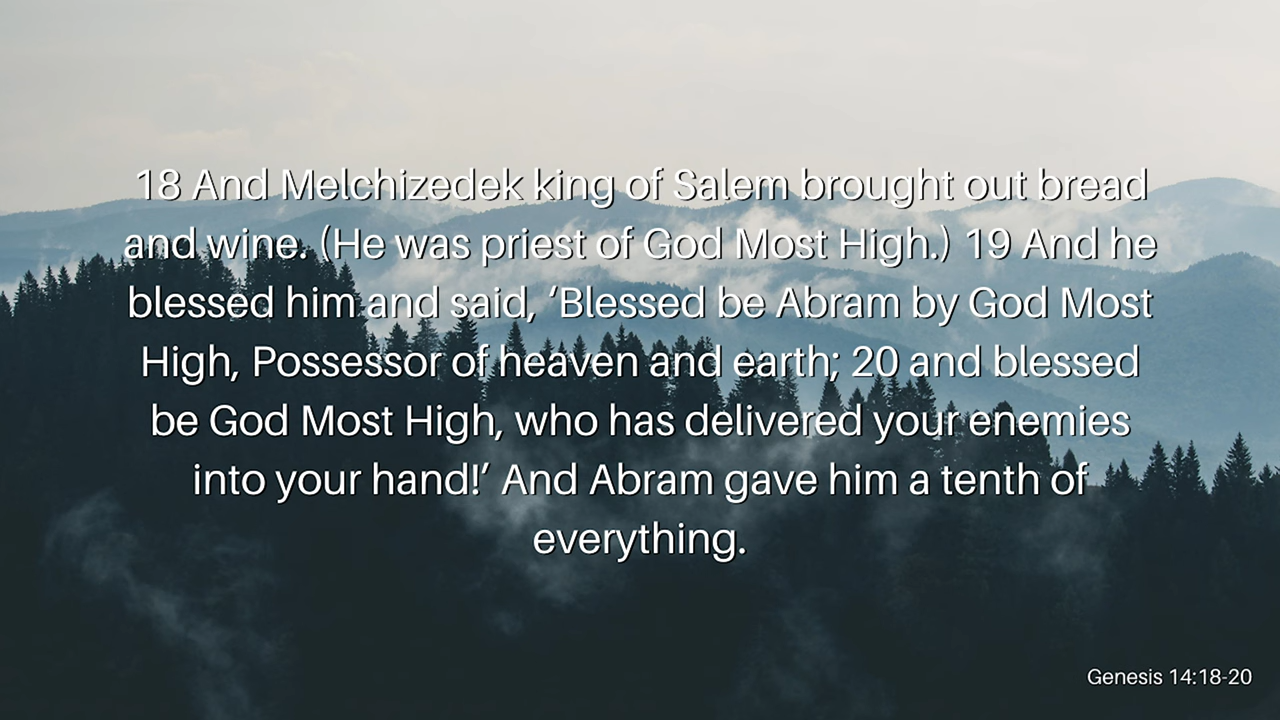 18 And Melchizedek king of Salem brought out bread
and wine. (He was priest of God Most High.) 19 And he
blessed him and said, ‘Blessed be Abram by God Most
High, Possessor of heaven and earth; 20 and blessed
be God Most High, who has delivered your enemies
into your hand!’ And Abram gave him a tenth of
everything.
Genesis 14:18-20